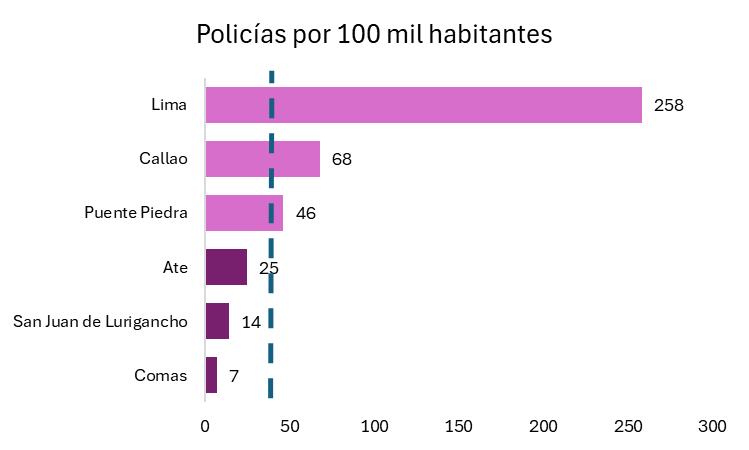 Policías por 100 mil habitantes
Lima 258
Callao 68
Puente Piedra 46
Ate 25
San Juan de Lurigancho 14
Comas 7
0 50 100 150 200 250 300